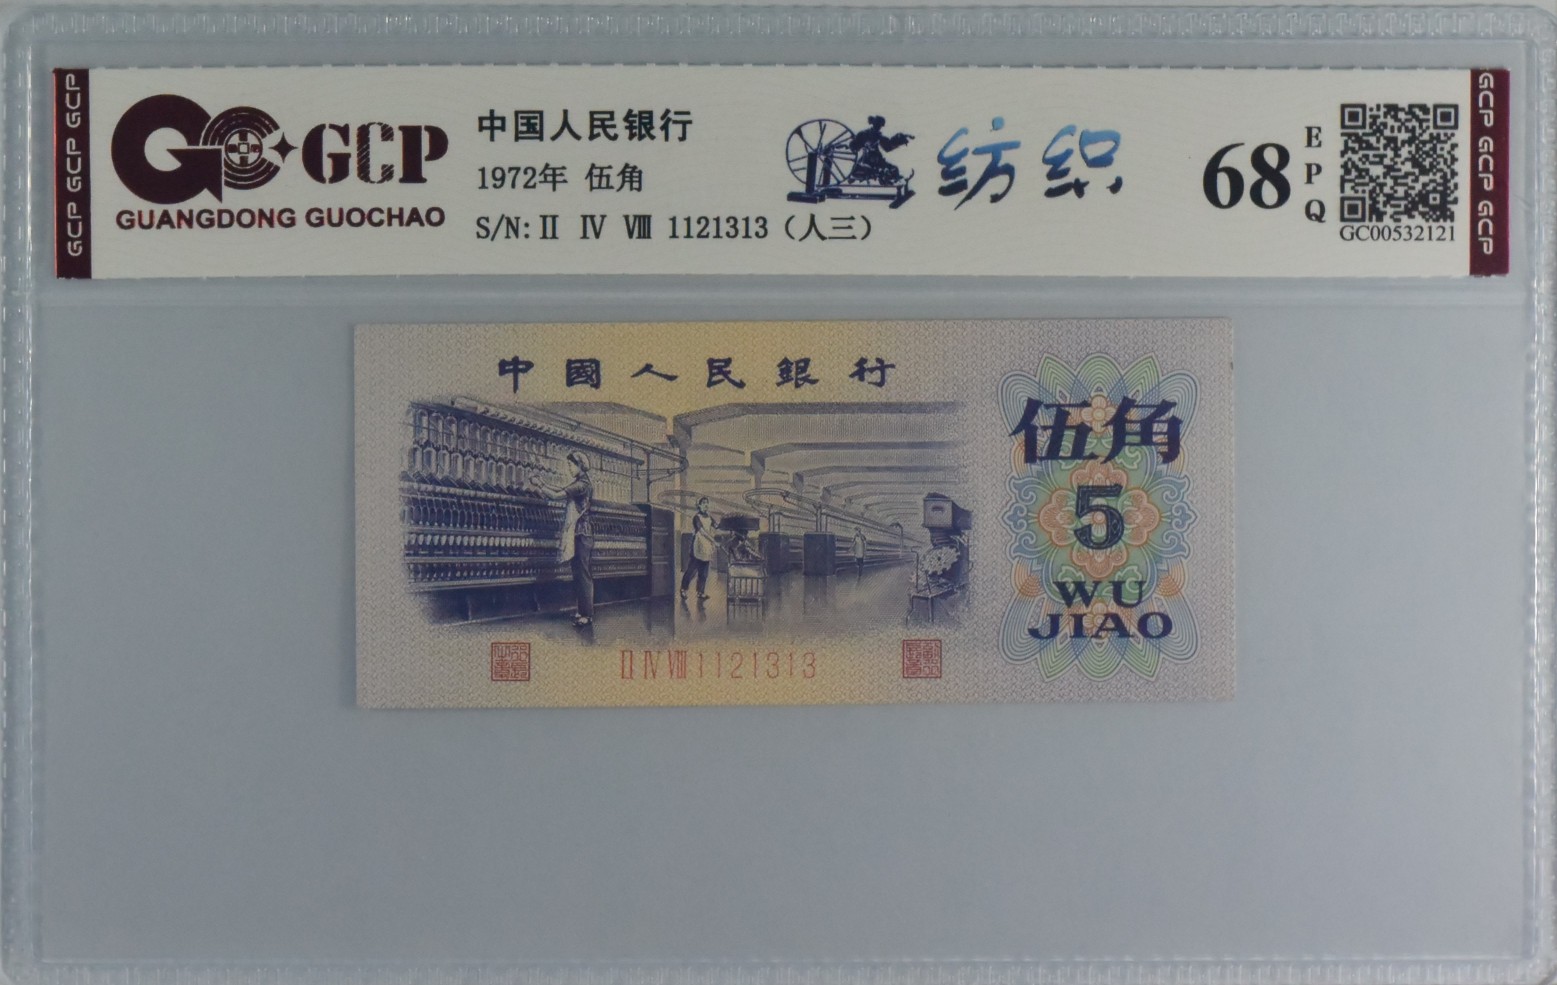 GCP GCP GCP
GCP
GUANGDONG GUOCHAO
中国人民银行
1972年 伍角
S/N: II IV VIII 1121313 (人三)
纺织
68
E
P
Q
GC00532121
GCP GCP GCP
中國人民銀行
伍角
5
WU
JIAO
II IV VIII 1121313